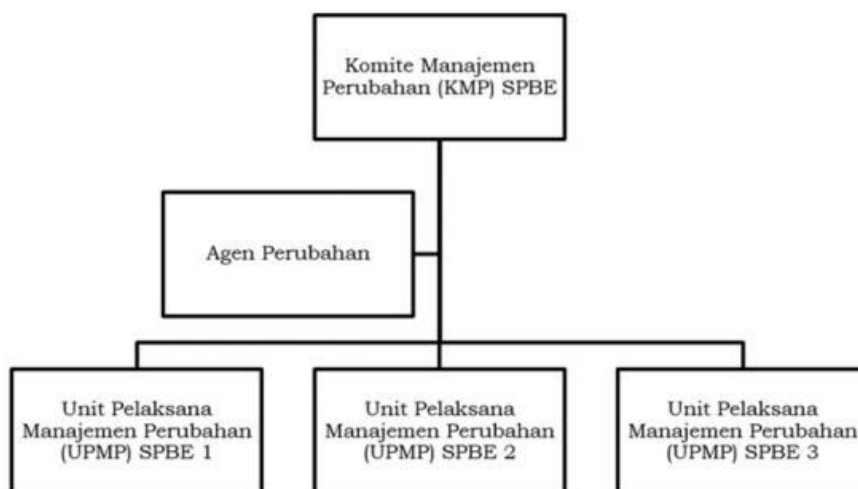 Komite Manajemen
Perubahan (KMP) SPBE
Agen Perubahan
Unit Pelaksana
Manajemen Perubahan
(UPMP) SPBE 1
Unit Pelaksana
Manajemen Perubahan
(UPMP) SPBE 2
Unit Pelaksana
Manajemen Perubahan
(UPMP) SPBE 3